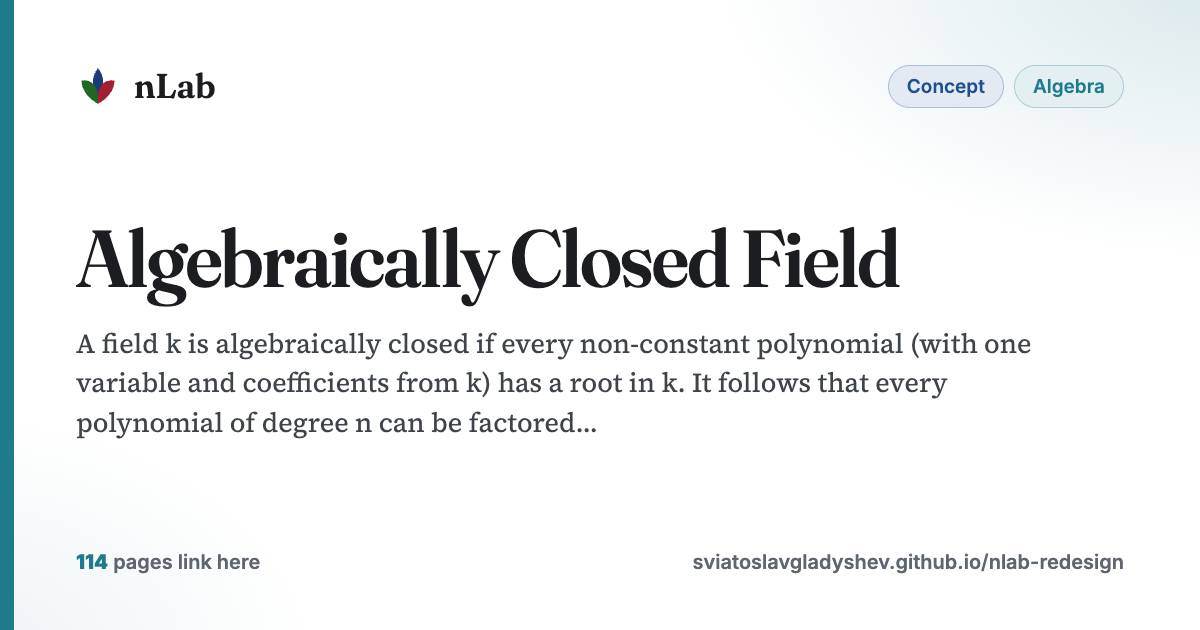 nLab
Concept
Algebra
Algebraically Closed Field
A field k is algebraically closed if every non-constant polynomial (with one
variable and coefficients from k) has a root in k. It follows that every
polynomial of degree n can be factored...
114 pages link here
sviatoslavgladyshev.github.io/nlab-redesign